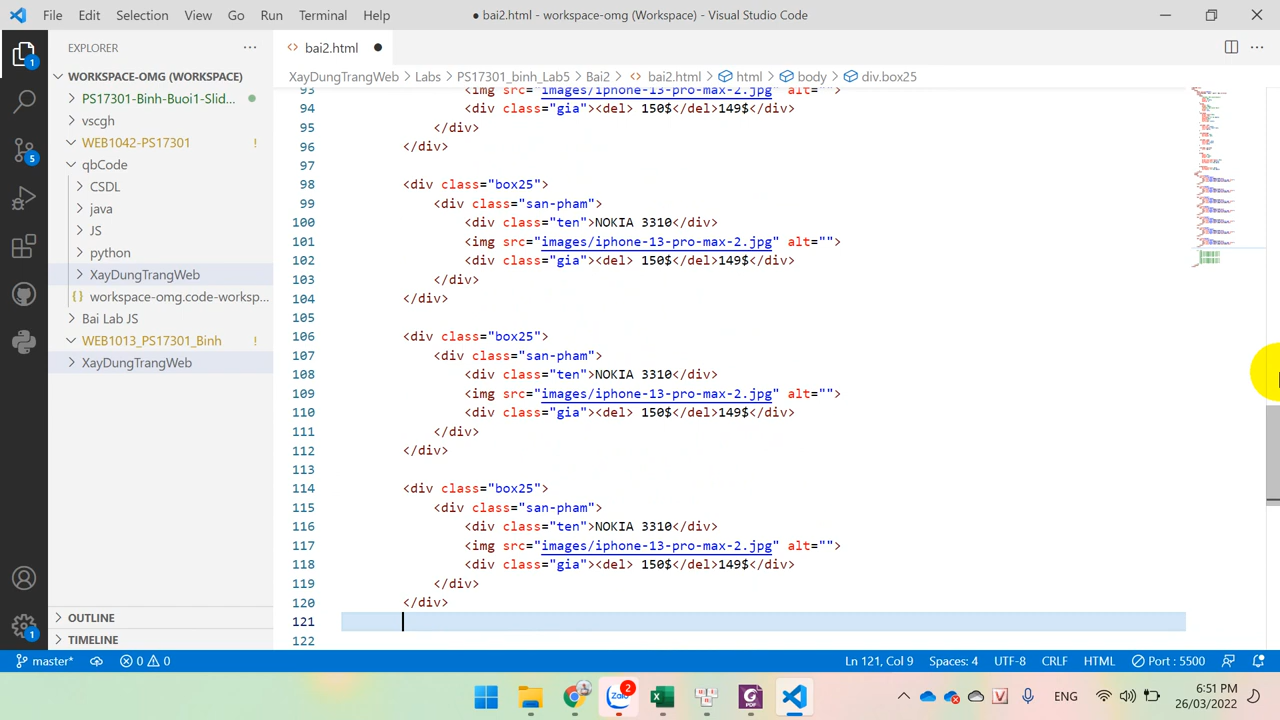 File Edit Selection View Go Run Terminal Help
● bai2.html - workspace-omg (Workspace) - Visual Studio Code
EXPLORER ···
<> bai2.html ●
WORKSPACE-OMG (WORKSPACE)
XayDungTrangWeb > Labs > PS17301_binh_Lab5 > Bai2 > <> bai2.html > html > body > div.box25
PS17301-Binh-Buoi1-Slid...
vscgh
WEB1042-PS17301 !
qbCode
CSDL
java
JS
python
XayDungTrangWeb
{} workspace-omg.code-worksp...
Bai Lab JS
WEB1013_PS17301_Binh !
XayDungTrangWeb
OUTLINE
TIMELINE
1
5
1
93 <img src="images/iphone-13-pro-max-2.jpg" alt="">
94 <div class="gia"><del> 150$</del>149$</div>
95 </div>
96 </div>
97
98 <div class="box25">
99 <div class="san-pham">
100 <div class="ten">NOKIA 3310</div>
101 <img src="images/iphone-13-pro-max-2.jpg" alt="">
102 <div class="gia"><del> 150$</del>149$</div>
103 </div>
104 </div>
105
106 <div class="box25">
107 <div class="san-pham">
108 <div class="ten">NOKIA 3310</div>
109 <img src="images/iphone-13-pro-max-2.jpg" alt="">
110 <div class="gia"><del> 150$</del>149$</div>
111 </div>
112 </div>
113
114 <div class="box25">
115 <div class="san-pham">
116 <div class="ten">NOKIA 3310</div>
117 <img src="images/iphone-13-pro-max-2.jpg" alt="">
118 <div class="gia"><del> 150$</del>149$</div>
119 </div>
120 </div>
121
122
master* 0 0 Ln 121, Col 9 Spaces: 4 UTF-8 CRLF HTML Port : 5500
Zalo 2
PDF
ENG
6:51 PM
26/03/2022